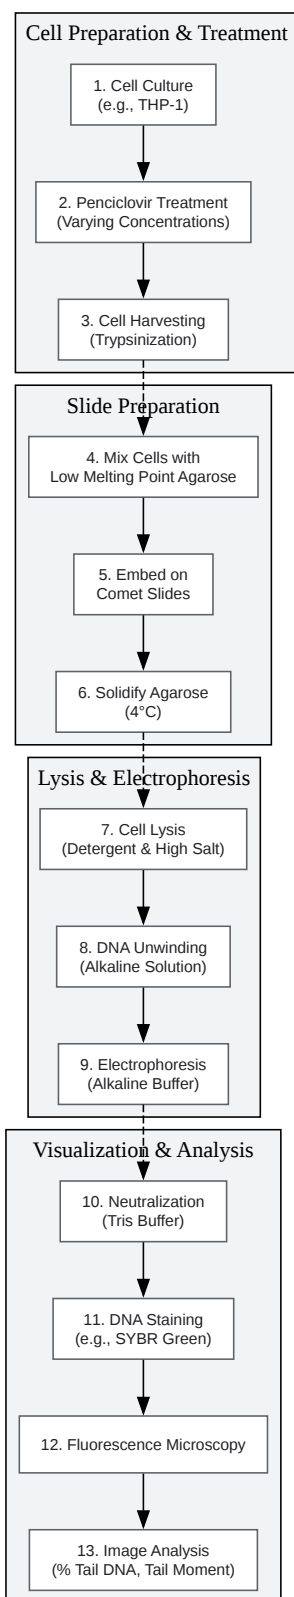 Cell Preparation & Treatment
1. Cell Culture
(e.g., THP-1)
2. Penciclovir Treatment
(Varying Concentrations)
3. Cell Harvesting
(Trypsinization)
Slide Preparation
4. Mix Cells with
Low Melting Point Agarose
5. Embed on
Comet Slides
6. Solidify Agarose
(4°C)
Lysis & Electrophoresis
7. Cell Lysis
(Detergent & High Salt)
8. DNA Unwinding
(Alkaline Solution)
9. Electrophoresis
(Alkaline Buffer)
Visualization & Analysis
10. Neutralization
(Tris Buffer)
11. DNA Staining
(e.g., SYBR Green)
12. Fluorescence Microscopy
13. Image Analysis
(% Tail DNA, Tail Moment)